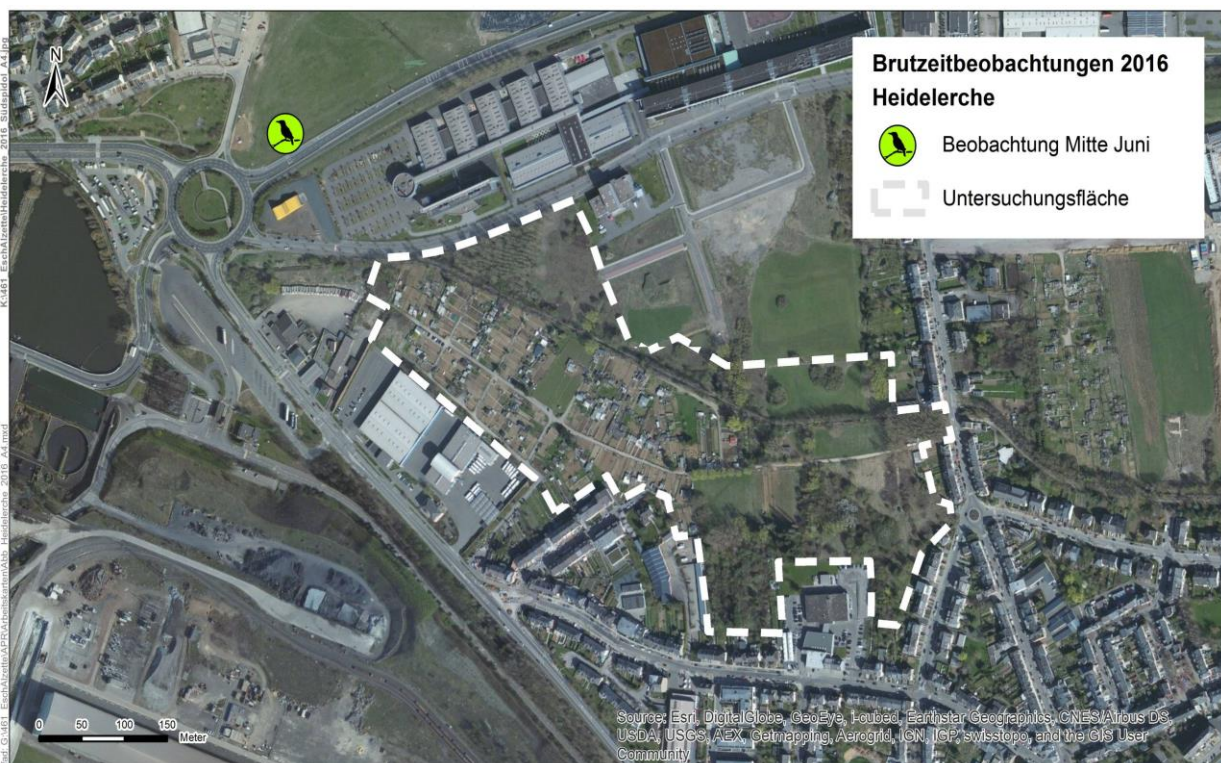 Brutzeitbeobachtungen 2016
Heidelerche
Beobachtung Mitte Juni
Untersuchungsfläche
N
0 50 100 150
Meter
Source: Esri, DigitalGlobe, GeoEye, i-cubed, Earthstar Geographics, CNES/Airbus DS,
USDA, USGS, AEX, Getmapping, Aerogrid, IGN, IGP, swisstopo, and the GIS User
Community